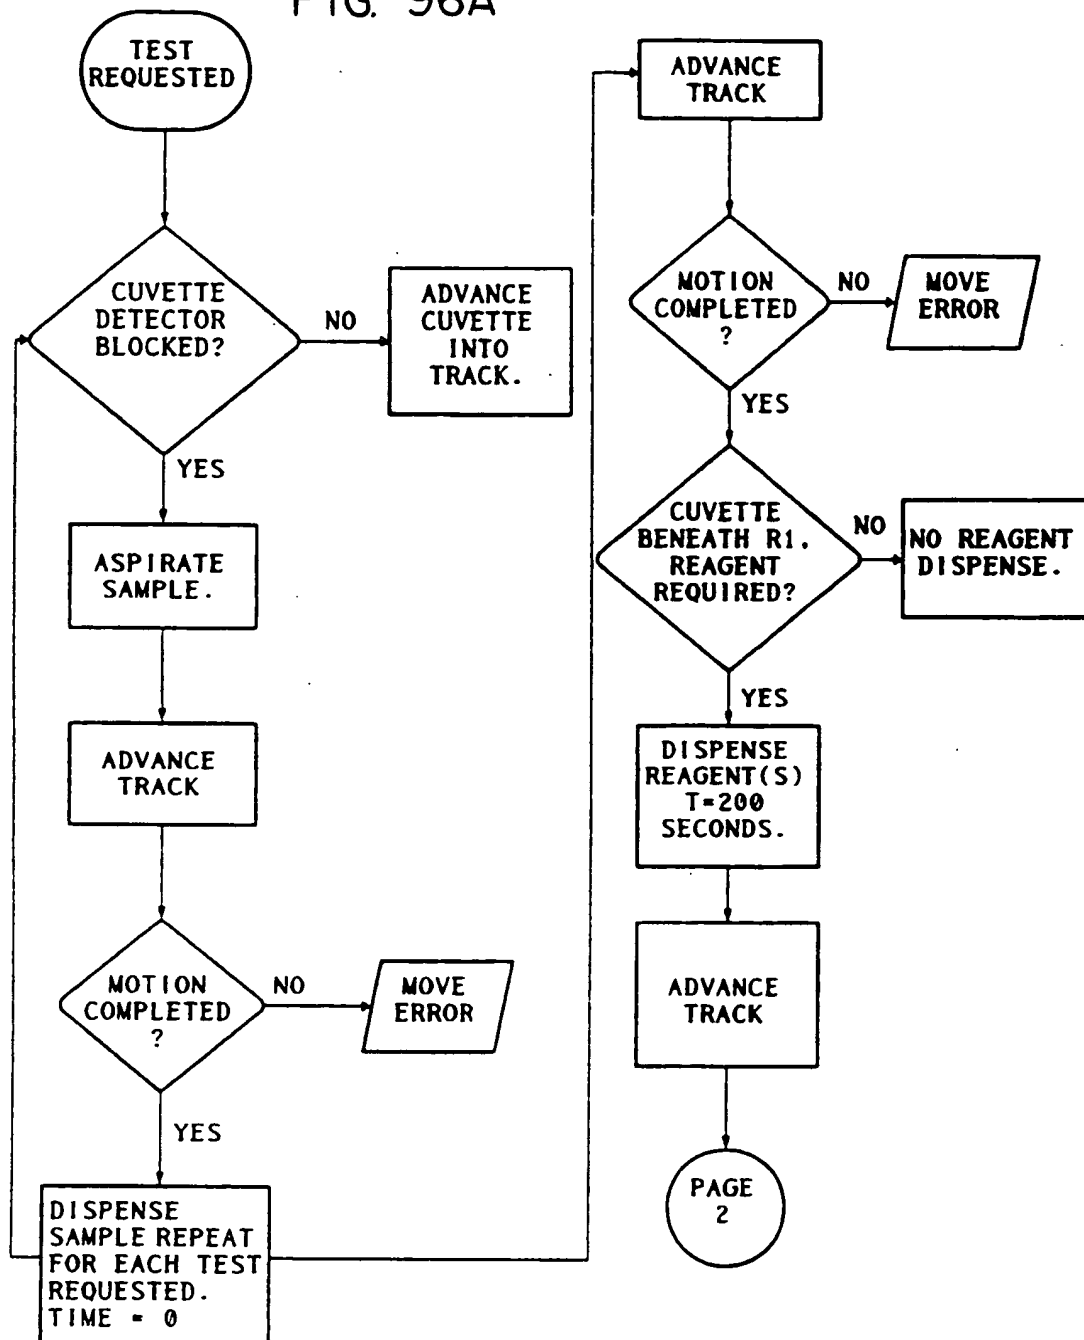 FIG. 96A
TEST
REQUESTED
CUVETTE
DETECTOR
BLOCKED?
NO
ADVANCE
CUVETTE
INTO
TRACK.
YES
ASPIRATE
SAMPLE.
ADVANCE
TRACK
MOTION
COMPLETED
?
NO
MOVE
ERROR
YES
DISPENSE
SAMPLE REPEAT
FOR EACH TEST
REQUESTED.
TIME = 0
ADVANCE
TRACK
MOTION
COMPLETED
?
NO
MOVE
ERROR
YES
CUVETTE
BENEATH R1.
REAGENT
REQUIRED?
NO
NO REAGENT
DISPENSE.
YES
DISPENSE
REAGENT(S)
T=200
SECONDS.
ADVANCE
TRACK
PAGE
2